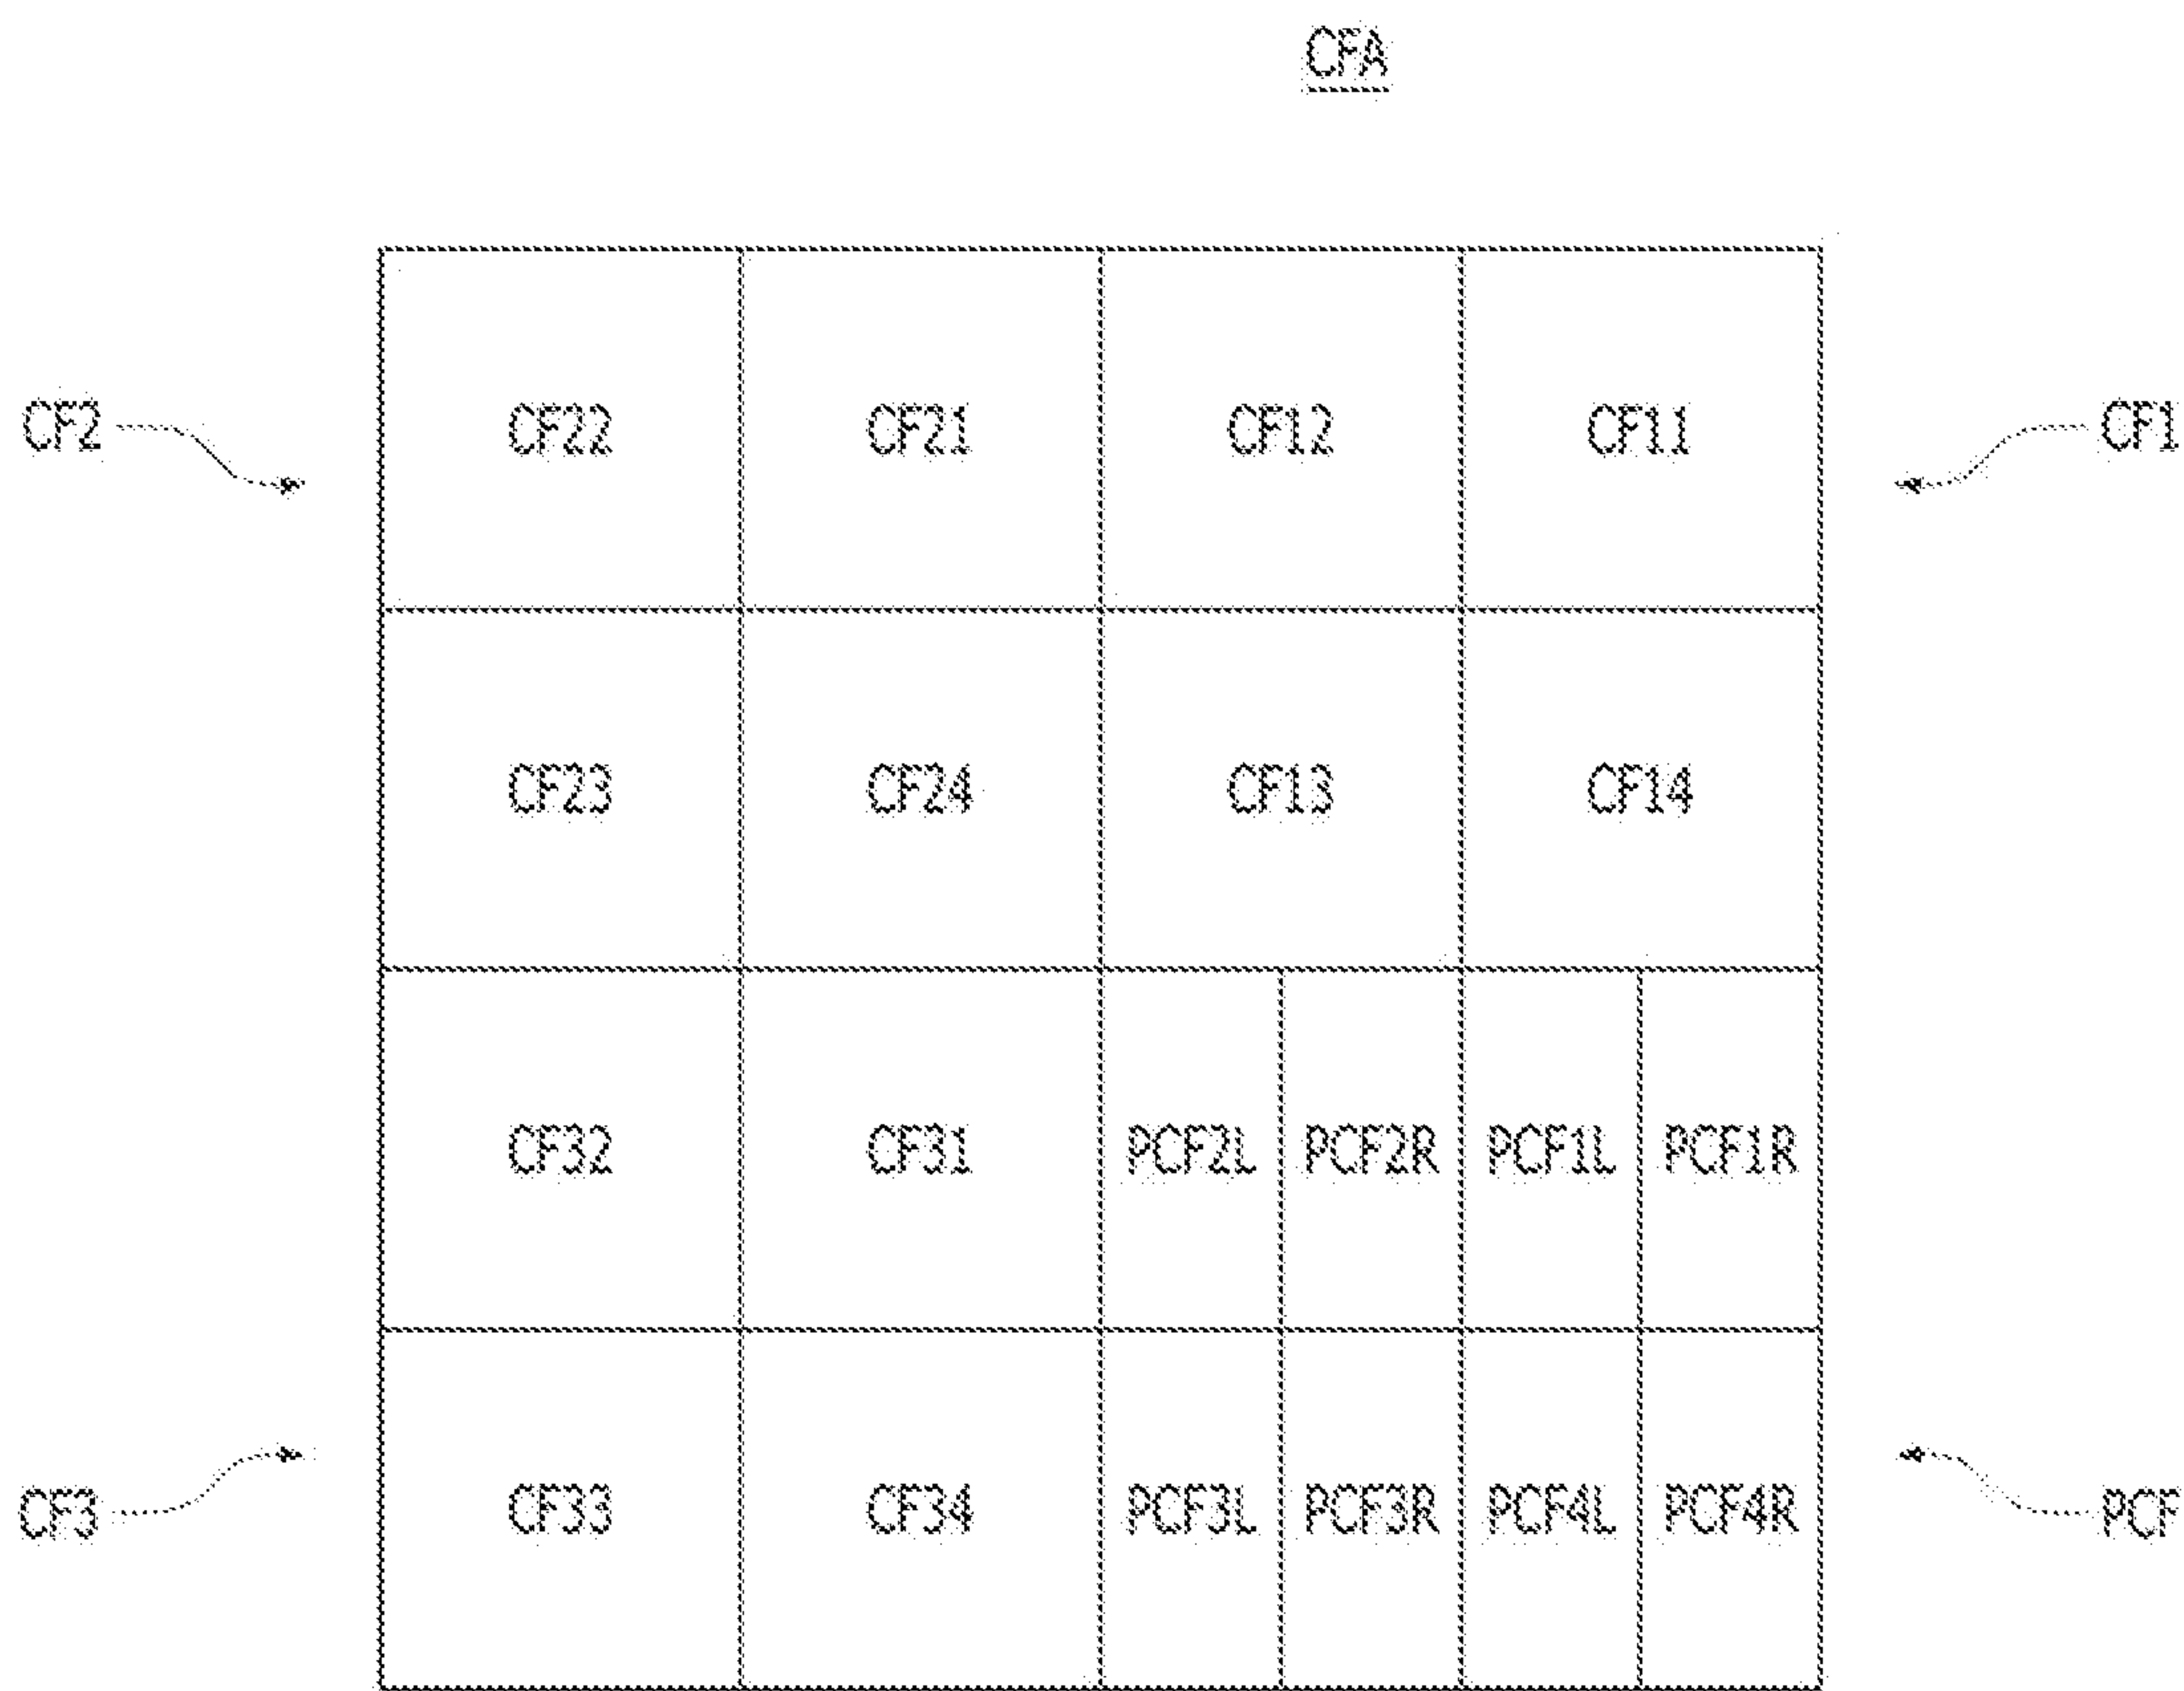 CFA
CF2 CF22 CF21 CF12 CF11 CF1
CF23 CF24 CF13 CF14
CF32 CF31 PCF2L PCF2R PCF1L PCF1R
CF3 CF33 CF34 PCF3L PCF3R PCF4L PCF4R PCF